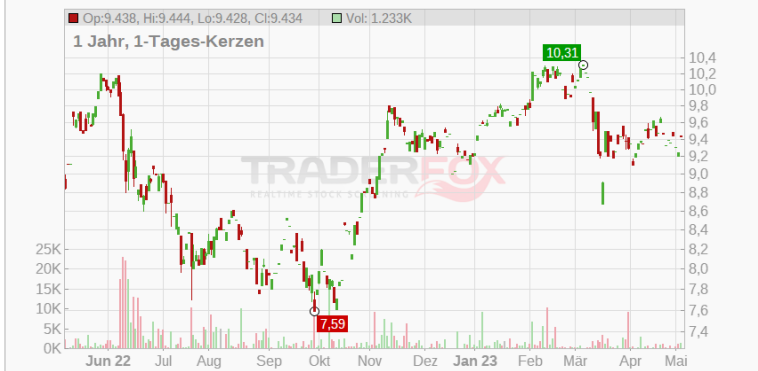 Op:9.438, Hi:9.444, Lo:9.428, Cl:9.434 Vol: 1.233K
1 Jahr, 1-Tages-Kerzen
10,31
10,4
10,2
10,0
9,8
9,6
9,4
9,2
9,0
8,8
8,6
8,4
8,2
8,0
7,8
7,6
7,4
TRADERFOX
REALTIME STOCK SCREENING
25K
20K
15K
10K
5K
0K
7,59
Jun 22 Jul Aug Sep Okt Nov Dez Jan 23 Feb Mär Apr Mai